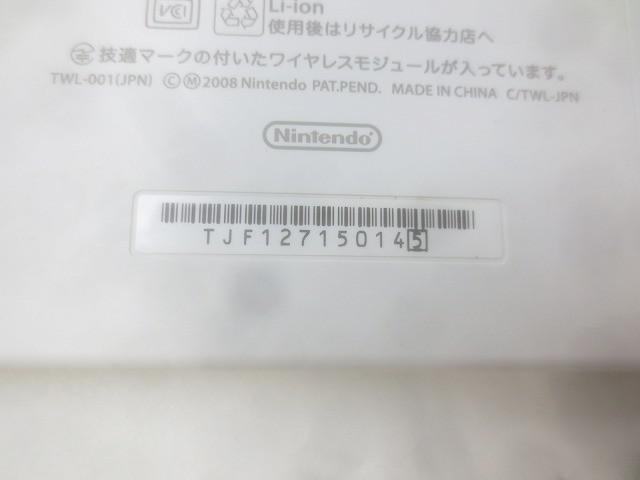 VCI
Li-ion
使用後はリサイクル協力店へ
技適マークの付いたワイヤレスモジュールが入っています。
TWL-001(JPN) ©Ⓜ2008 Nintendo PAT.PEND. MADE IN CHINA C/TWL-JPN
Nintendo
TJF127150145